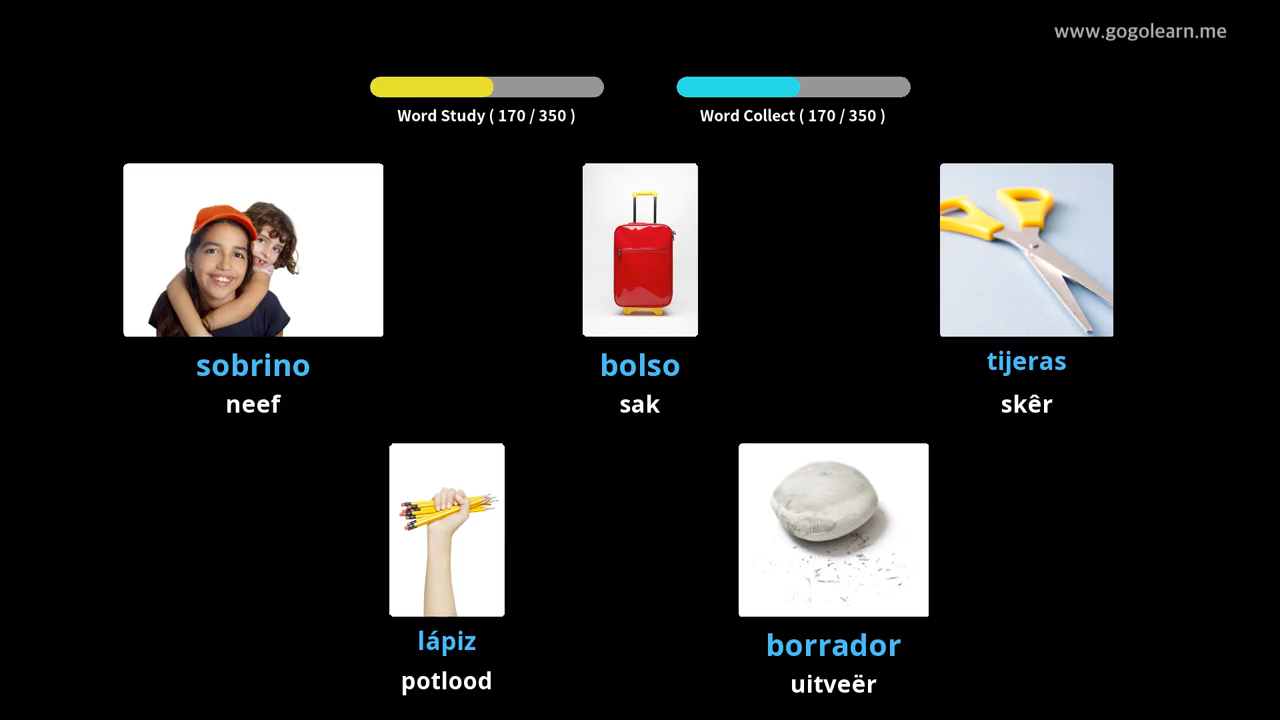 www.gogolearn.me
Word Study ( 170 / 350 )
Word Collect ( 170 / 350 )
sobrino
neef
bolso
sak
tijeras
skêr
lápiz
potlood
borrador
uitveër